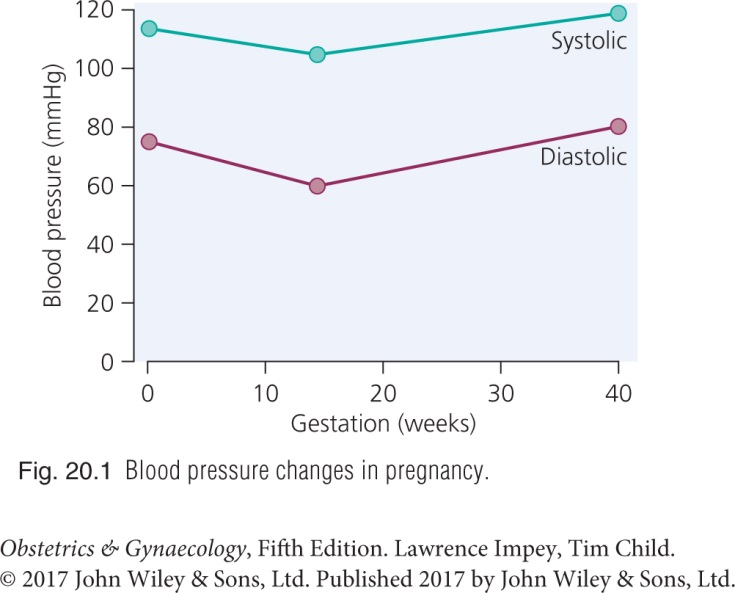 120
100
80
60
40
20
0
Blood pressure (mmHg)
Systolic
Diastolic
0 10 20 30 40
Gestation (weeks)
Fig. 20.1 Blood pressure changes in pregnancy.
Obstetrics & Gynaecology, Fifth Edition. Lawrence Impey, Tim Child.
© 2017 John Wiley & Sons, Ltd. Published 2017 by John Wiley & Sons, Ltd.